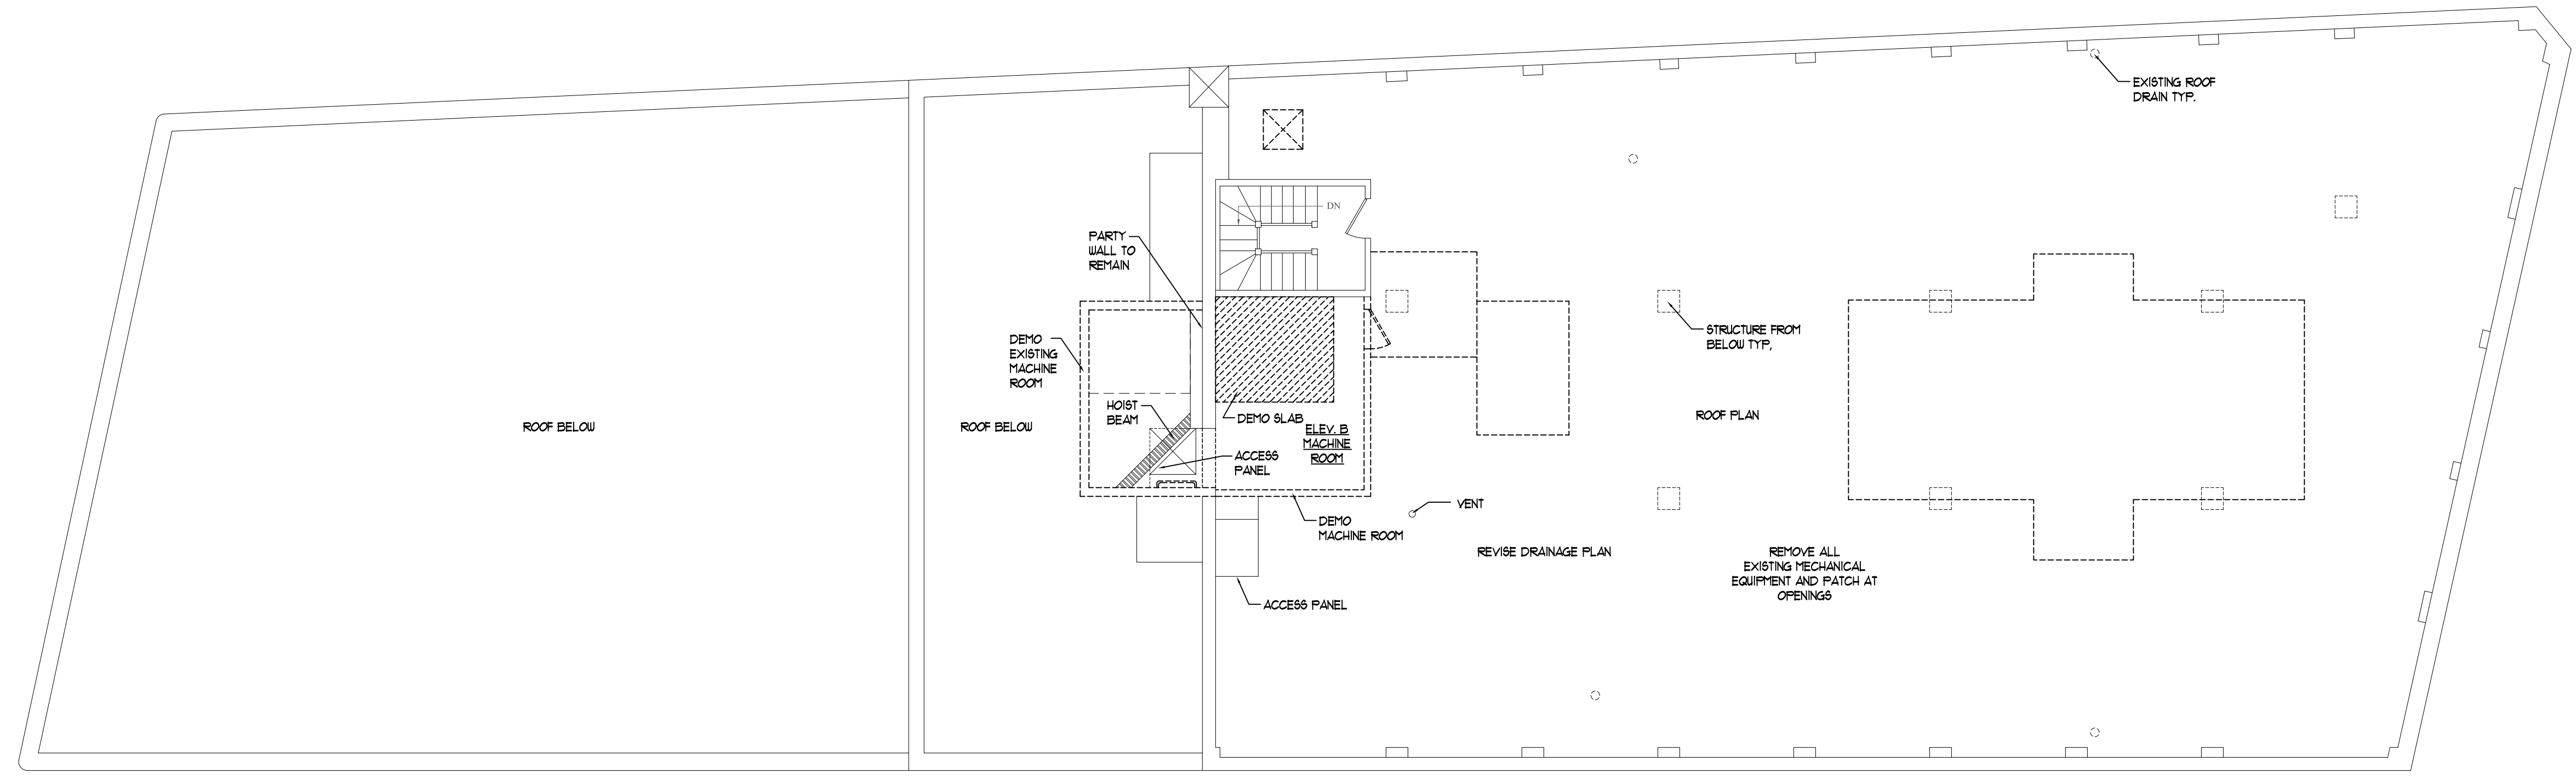 EXISTING ROOF
DRAIN TYP.
DN
PARTY
WALL TO
REMAIN
DEMO
EXISTING
MACHINE
ROOM
STRUCTURE FROM
BELOW TYP,
HOIST
BEAM
DEMO SLAB
ELEV. B
MACHINE
ROOM
ROOF PLAN
ROOF BELOW
ROOF BELOW
ACCESS
PANEL
VENT
DEMO
MACHINE ROOM
REVISE DRAINAGE PLAN
REMOVE ALL
EXISTING MECHANICAL
EQUIPMENT AND PATCH AT
OPENINGS
ACCESS PANEL